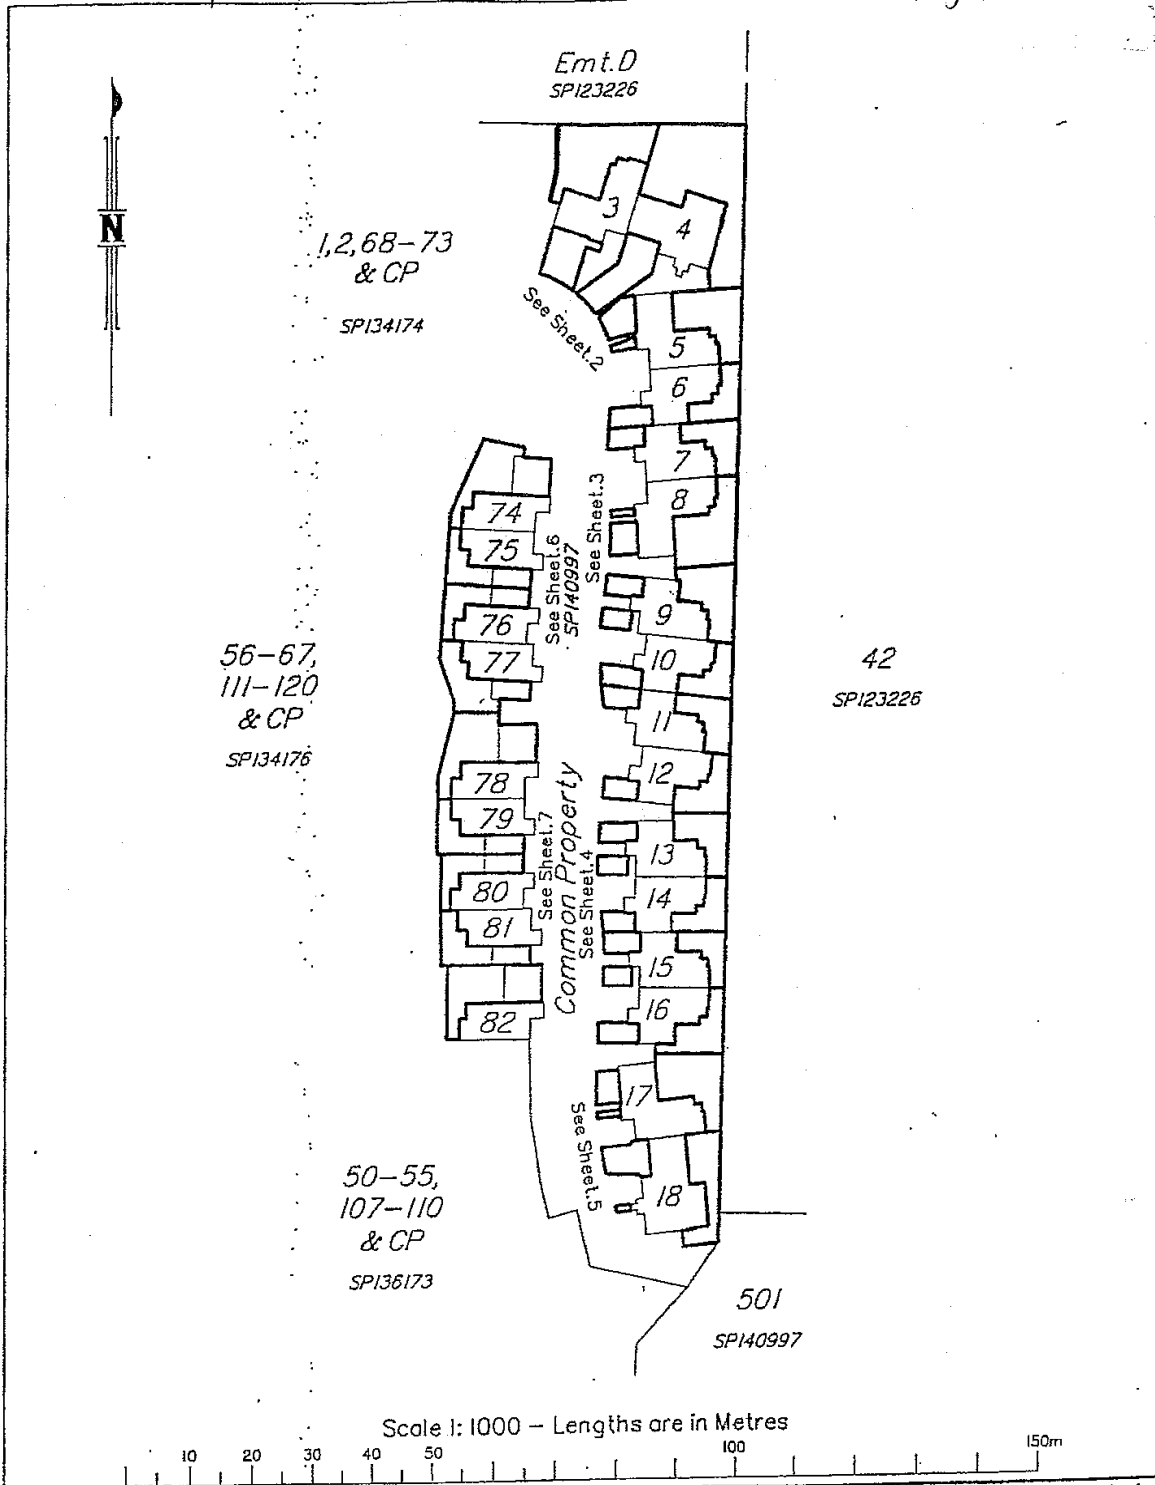 Emt.D
SP123226
N
3
4
1,2,68-73
& CP
SP134174
See Sheet.2
5
6
7
8
See Sheet.3
74
75
See Sheet.6
SP140997
76
77
9
10
11
12
56-67,
111-120
& CP
SP134176
42
SP123226
78
79
See Sheet.7
Common Property
See Sheet.4
80
81
82
13
14
15
16
17
See Sheet.5
18
50-55,
107-110
& CP
SP136173
501
SP140997
Scale 1:1000 - Lengths are in Metres
10 20 30 40 50 100 150m